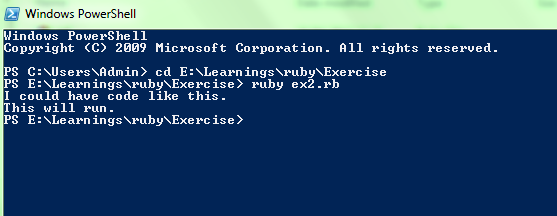 Windows PowerShell
Windows PowerShell
Copyright (C) 2009 Microsoft Corporation. All rights reserved.
PS C:\Users\Admin> cd E:\Learnings\ruby\Exercise
PS E:\Learnings\ruby\Exercise> ruby ex2.rb
I could have code like this.
This will run.
PS E:\Learnings\ruby\Exercise>